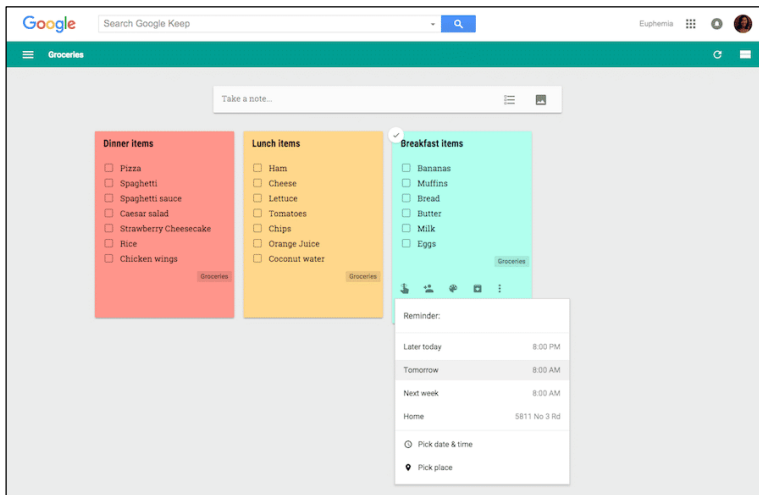 Google
Search Google Keep
Euphemia
Groceries
Take a note...
Dinner items
Pizza
Spaghetti
Spaghetti sauce
Caesar salad
Strawberry Cheesecake
Rice
Chicken wings
Groceries
Lunch items
Ham
Cheese
Lettuce
Tomatoes
Chips
Orange Juice
Coconut water
Groceries
Breakfast items
Bananas
Muffins
Bread
Butter
Milk
Eggs
Groceries
Reminder:
Later today 8:00 PM
Tomorrow 8:00 AM
Next week 8:00 AM
Home 5811 No 3 Rd
Pick date & time
Pick place